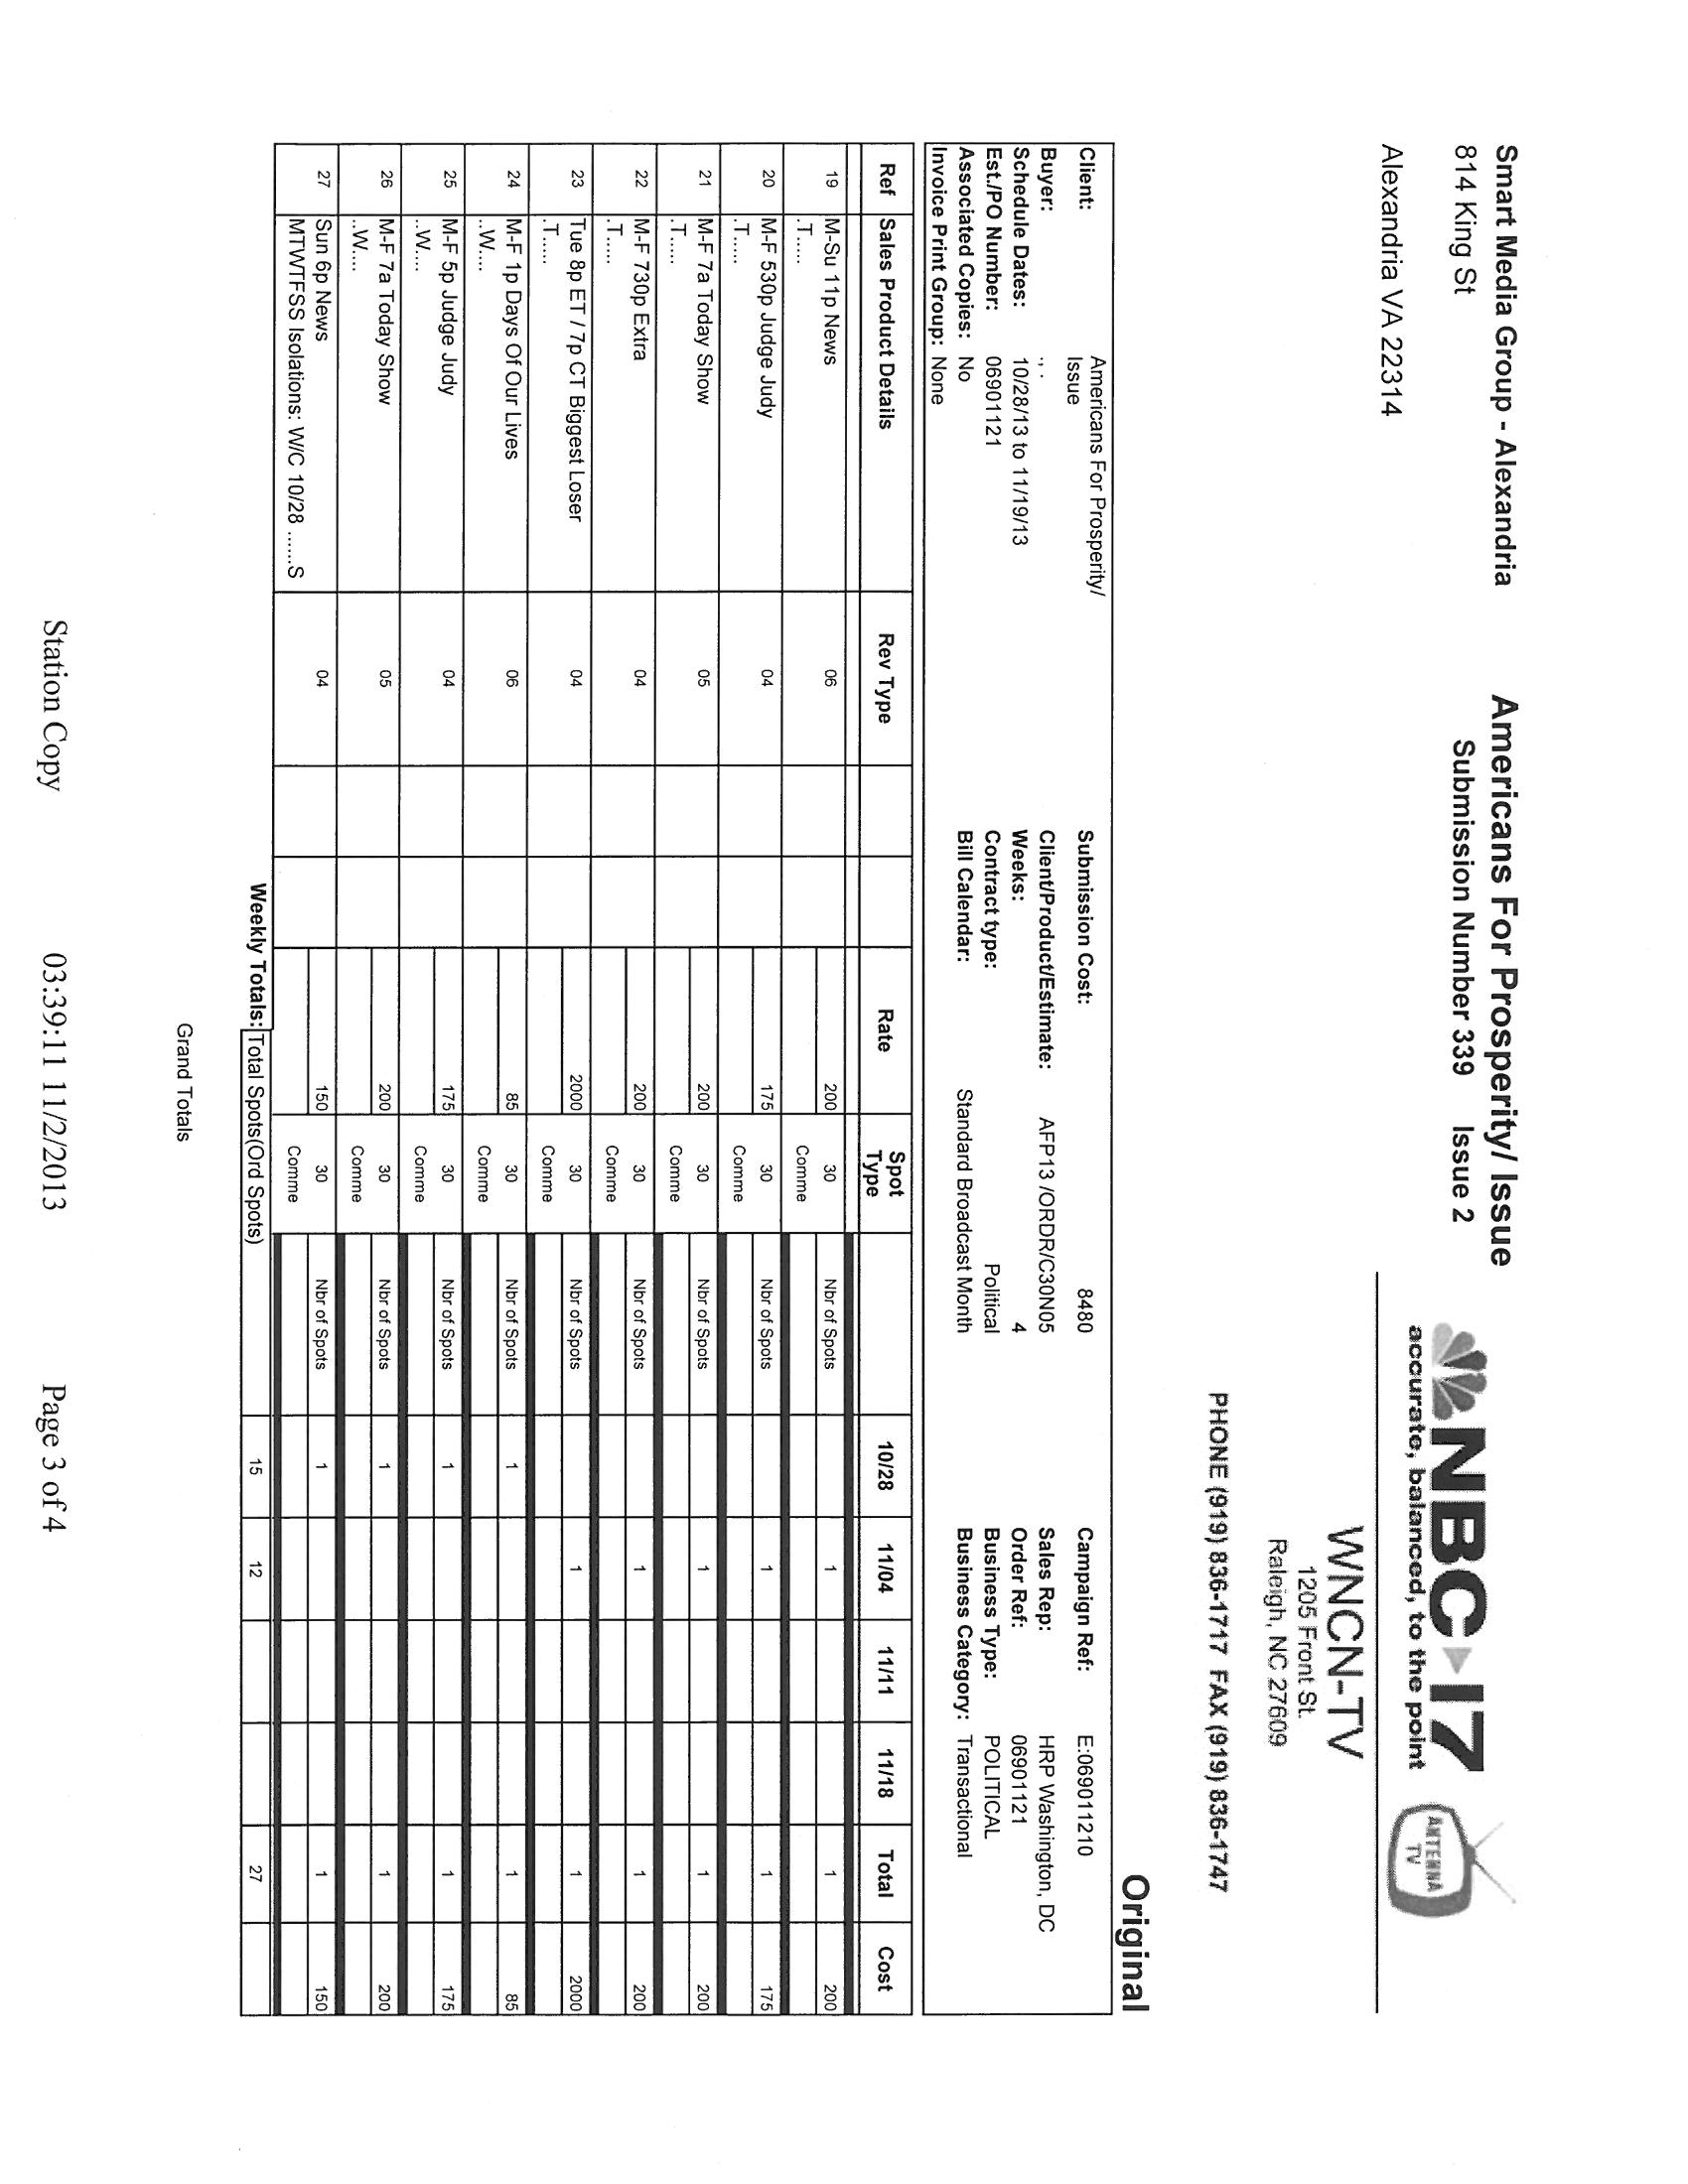 Smart Media Group - Alexandria
814 King St
Alexandria VA 22314
Americans For Prosperity/ Issue
Submission Number 339 Issue 2
NBC 17
accurate, balanced, to the point
ANTENNA TV
WNCN-TV
1205 Front St.
Raleigh, NC 27609
PHONE (919) 836-1717 FAX (919) 836-1747
Original
Client: Americans For Prosperity/ Issue Submission Cost: 8480 Campaign Ref: E:069011210
Buyer: ., . Client/Product/Estimate: AFP13 /ORDR/C30N05 Sales Rep: HRP Washington, DC
Schedule Dates: 10/28/13 to 11/19/13 Weeks: 4 Order Ref: 06901121
Est./PO Number: 06901121 Contract type: Political Business Type: POLITICAL
Associated Copies: No Bill Calendar: Standard Broadcast Month Business Category: Transactional
Invoice Print Group: None
Ref Sales Product Details Rev Type Rate Spot Type 10/28 11/04 11/11 11/18 Total Cost
19 M-Su 11p News 06 200 30 Nbr of Spots 1 1 200
.T..... Comme
20 M-F 530p Judge Judy 04 175 30 Nbr of Spots 1 1 175
.T..... Comme
21 M-F 7a Today Show 05 200 30 Nbr of Spots 1 1 200
.T..... Comme
22 M-F 730p Extra 04 200 30 Nbr of Spots 1 1 200
.T..... Comme
23 Tue 8p ET / 7p CT Biggest Loser 04 2000 30 Nbr of Spots 1 1 2000
.T..... Comme
24 M-F 1p Days Of Our Lives 06 85 30 Nbr of Spots 1 1 85
..W.... Comme
25 M-F 5p Judge Judy 04 175 30 Nbr of Spots 1 1 175
..W.... Comme
26 M-F 7a Today Show 05 200 30 Nbr of Spots 1 1 200
..W.... Comme
27 Sun 6p News 04 150 30 Nbr of Spots 1 1 150
MTWTFSS Isolations: W/C 10/28 ......S Comme
Weekly Totals: Total Spots(Ord Spots) 15 12 27
Grand Totals
Station Copy 03:39:11 11/2/2013 Page 3 of 4